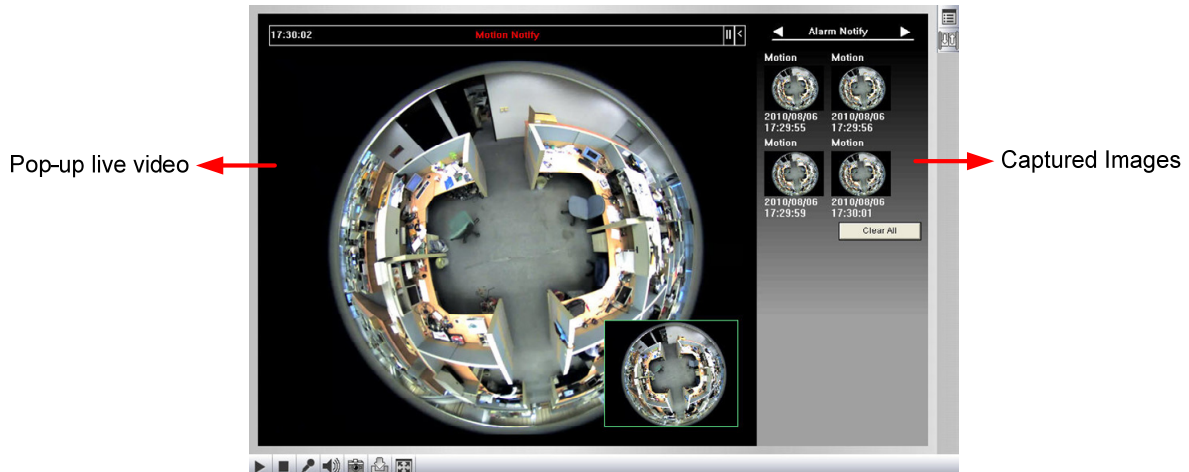 17:30:02 Motion Notify
Alarm Notify
Motion Motion
2010/08/06 2010/08/06
17:29:55 17:29:56
Motion Motion
2010/08/06 2010/08/06
17:29:59 17:30:01
Clear All
Pop-up live video
Captured Images